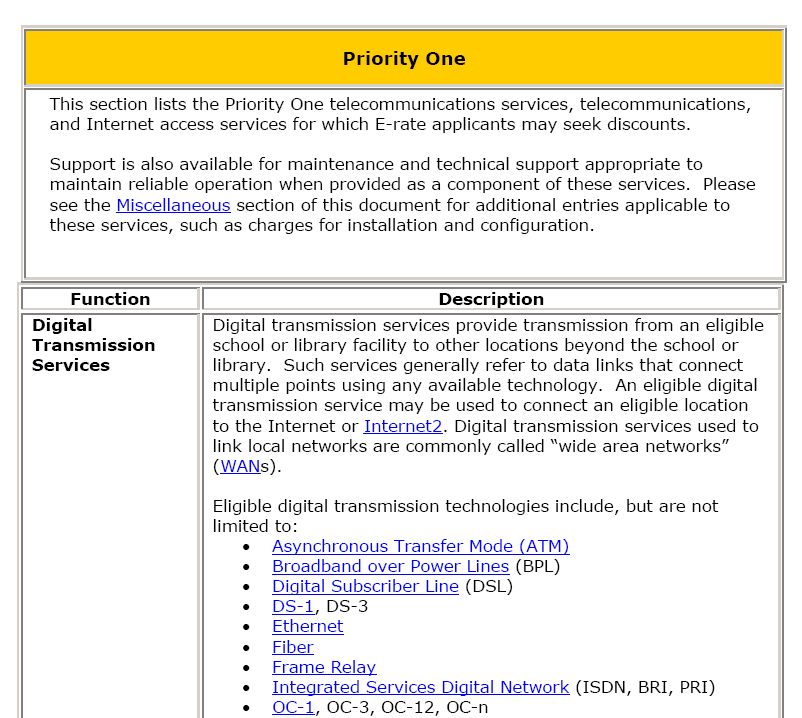 Priority One
This section lists the Priority One telecommunications services, telecommunications,
and Internet access services for which E-rate applicants may seek discounts.
Support is also available for maintenance and technical support appropriate to
maintain reliable operation when provided as a component of these services.  Please
see the Miscellaneous section of this document for additional entries applicable to
these services, such as charges for installation and configuration.
Function
Description
Digital
Transmission
Services
Digital transmission services provide transmission from an eligible
school or library facility to other locations beyond the school or
library.  Such services generally refer to data links that connect
multiple points using any available technology.  An eligible digital
transmission service may be used to connect an eligible location
to the Internet or Internet2. Digital transmission services used to
link local networks are commonly called “wide area networks”
(WANs).
Eligible digital transmission technologies include, but are not
limited to:
• Asynchronous Transfer Mode (ATM)
• Broadband over Power Lines (BPL)
• Digital Subscriber Line (DSL)
• DS-1, DS-3
• Ethernet
• Fiber
• Frame Relay
• Integrated Services Digital Network (ISDN, BRI, PRI)
• OC-1, OC-3, OC-12, OC-n